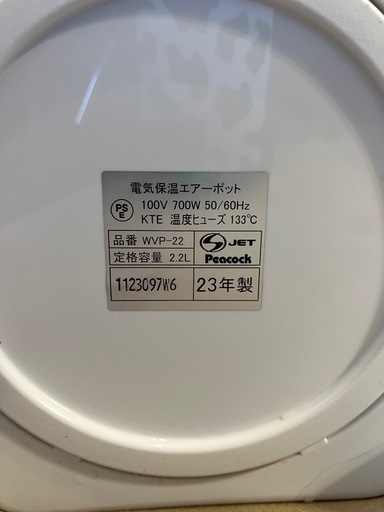 電気保温エアーポット
PS
E
100V 700W 50/60Hz
KTE 温度ヒューズ 133℃
品番 WVP-22
定格容量 2.2L
S JET
Peacock
1123097W6
23年製